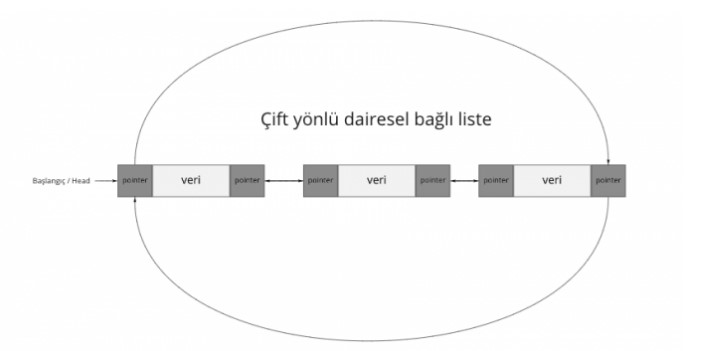 Çift yönlü dairesel bağlı liste
Başlangıç / Head
pointer
veri
pointer
pointer
veri
pointer
pointer
veri
pointer